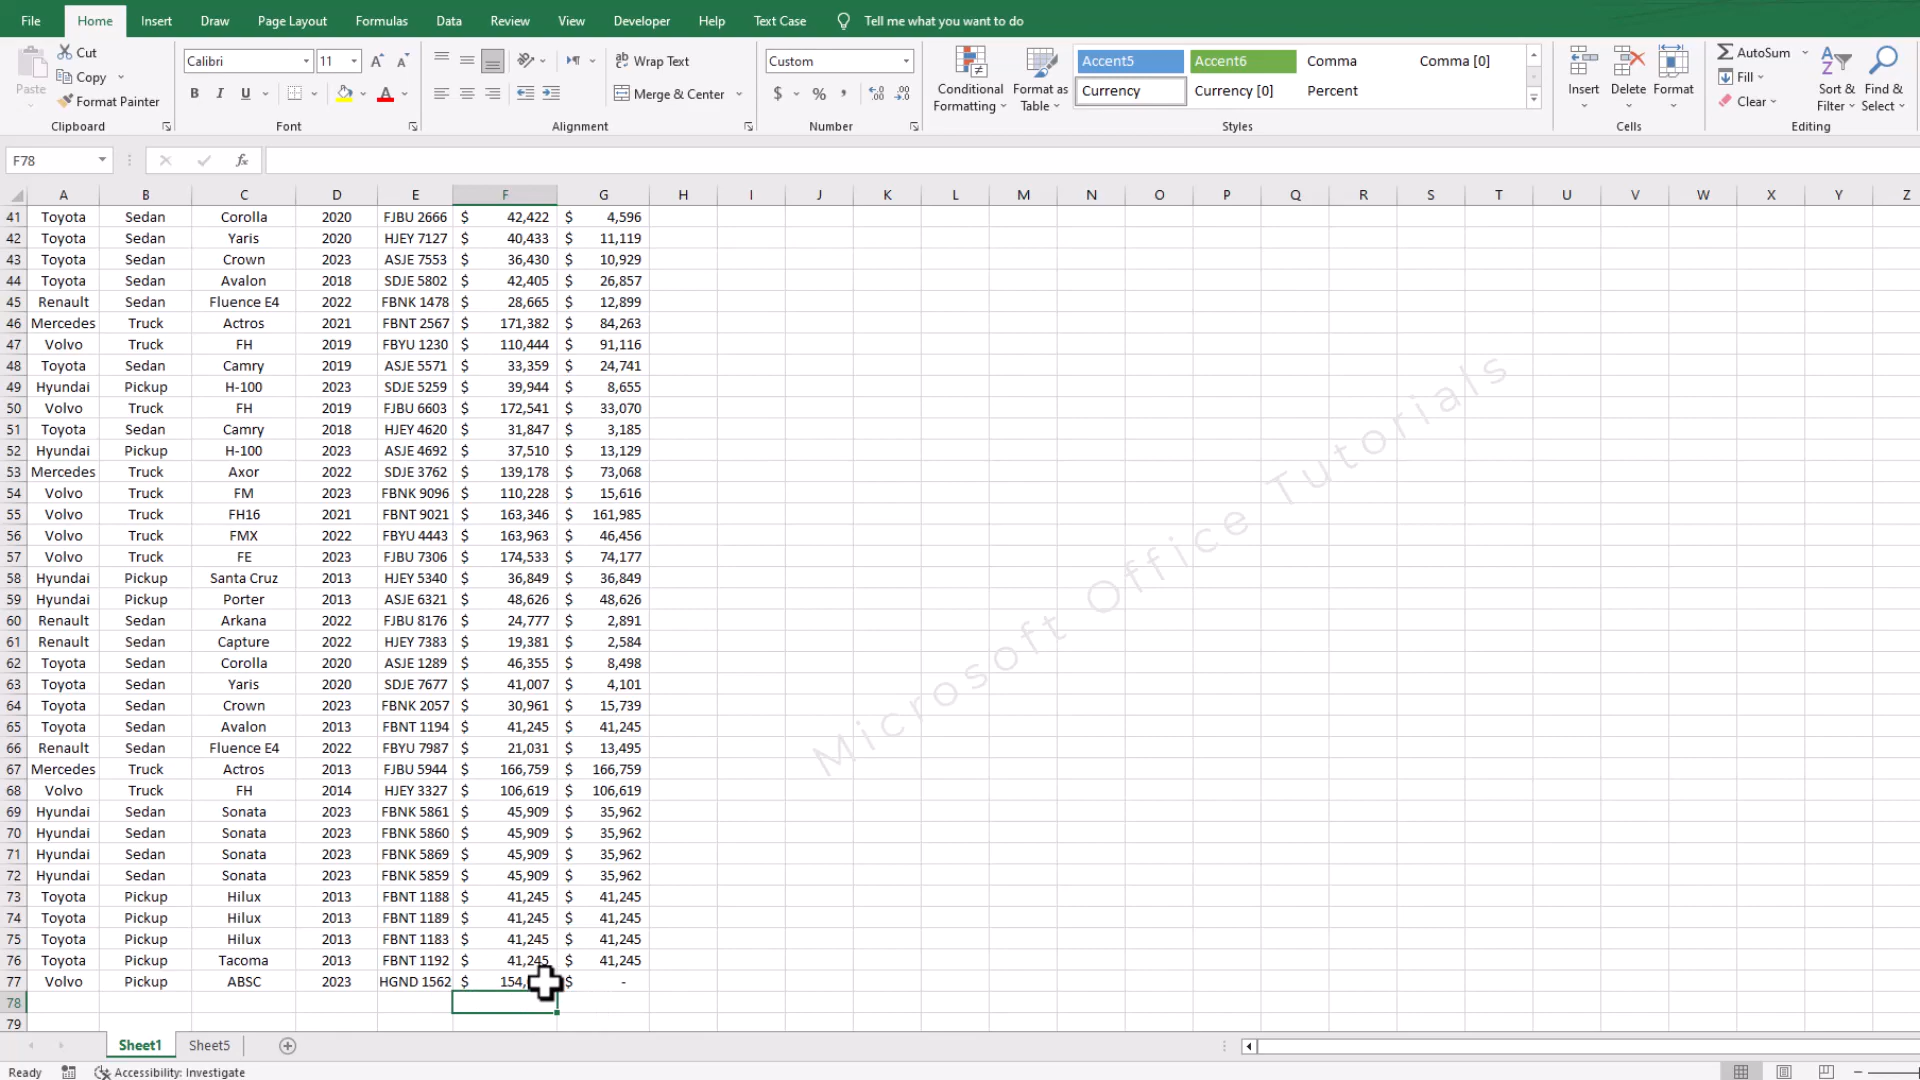 File Home Insert Draw Page Layout Formulas Data Review View Developer Help Text Case Tell me what you want to do
Paste Cut Copy Format Painter Clipboard
Calibri 11 B I U A Font
Wrap Text Merge & Center Alignment
Custom $ % Number
Conditional Formatting Format as Table
Accent5 Accent6 Comma Comma [0]
Currency Currency [0] Percent
Styles
Insert Delete Format Cells
AutoSum Fill Clear Sort & Filter Find & Select Editing
F78 fx
A B C D E F G H I J K L M N O P Q R S T U V W X Y Z
41 Toyota Sedan Corolla 2020 FJBU 2666 $ 42,422 $ 4,596
42 Toyota Sedan Yaris 2020 HJEY 7127 $ 40,433 $ 11,119
43 Toyota Sedan Crown 2023 ASJE 7553 $ 36,430 $ 10,929
44 Toyota Sedan Avalon 2018 SDJE 5802 $ 42,405 $ 26,857
45 Renault Sedan Fluence E4 2022 FBNK 1478 $ 28,665 $ 12,899
46 Mercedes Truck Actros 2021 FBNT 2567 $ 171,382 $ 84,263
47 Volvo Truck FH 2019 FBYU 1230 $ 110,444 $ 91,116
48 Toyota Sedan Camry 2019 ASJE 5571 $ 33,359 $ 24,741
49 Hyundai Pickup H-100 2023 SDJE 5259 $ 39,944 $ 8,655
50 Volvo Truck FH 2019 FJBU 6603 $ 172,541 $ 33,070
51 Toyota Sedan Camry 2018 HJEY 4620 $ 31,847 $ 3,185
52 Hyundai Pickup H-100 2023 ASJE 4692 $ 37,510 $ 13,129
53 Mercedes Truck Axor 2022 SDJE 3762 $ 139,178 $ 73,068
54 Volvo Truck FM 2023 FBNK 9096 $ 110,228 $ 15,616
55 Volvo Truck FH16 2021 FBNT 9021 $ 163,346 $ 161,985
56 Volvo Truck FMX 2022 FBYU 4443 $ 163,963 $ 46,456
57 Volvo Truck FE 2023 FJBU 7306 $ 174,533 $ 74,177
58 Hyundai Pickup Santa Cruz 2013 HJEY 5340 $ 36,849 $ 36,849
59 Hyundai Pickup Porter 2013 ASJE 6321 $ 48,626 $ 48,626
60 Renault Sedan Arkana 2022 FJBU 8176 $ 24,777 $ 2,891
61 Renault Sedan Capture 2022 HJEY 7383 $ 19,381 $ 2,584
62 Toyota Sedan Corolla 2020 ASJE 1289 $ 46,355 $ 8,498
63 Toyota Sedan Yaris 2020 SDJE 7677 $ 41,007 $ 4,101
64 Toyota Sedan Crown 2023 FBNK 2057 $ 30,961 $ 15,739
65 Toyota Sedan Avalon 2013 FBNT 1194 $ 41,245 $ 41,245
66 Renault Sedan Fluence E4 2022 FBYU 7987 $ 21,031 $ 13,495
67 Mercedes Truck Actros 2013 FJBU 5944 $ 166,759 $ 166,759
68 Volvo Truck FH 2014 HJEY 3327 $ 106,619 $ 106,619
69 Hyundai Sedan Sonata 2023 FBNK 5861 $ 45,909 $ 35,962
70 Hyundai Sedan Sonata 2023 FBNK 5860 $ 45,909 $ 35,962
71 Hyundai Sedan Sonata 2023 FBNK 5869 $ 45,909 $ 35,962
72 Hyundai Sedan Sonata 2023 FBNK 5859 $ 45,909 $ 35,962
73 Toyota Pickup Hilux 2013 FBNT 1188 $ 41,245 $ 41,245
74 Toyota Pickup Hilux 2013 FBNT 1189 $ 41,245 $ 41,245
75 Toyota Pickup Hilux 2013 FBNT 1183 $ 41,245 $ 41,245
76 Toyota Pickup Tacoma 2013 FBNT 1192 $ 41,245 $ 41,245
77 Volvo Pickup ABSC 2023 HGND 1562 $ 154, $ -
78
79
Microsoft Office Tutorials
Sheet1 Sheet5
Ready Accessibility: Investigate